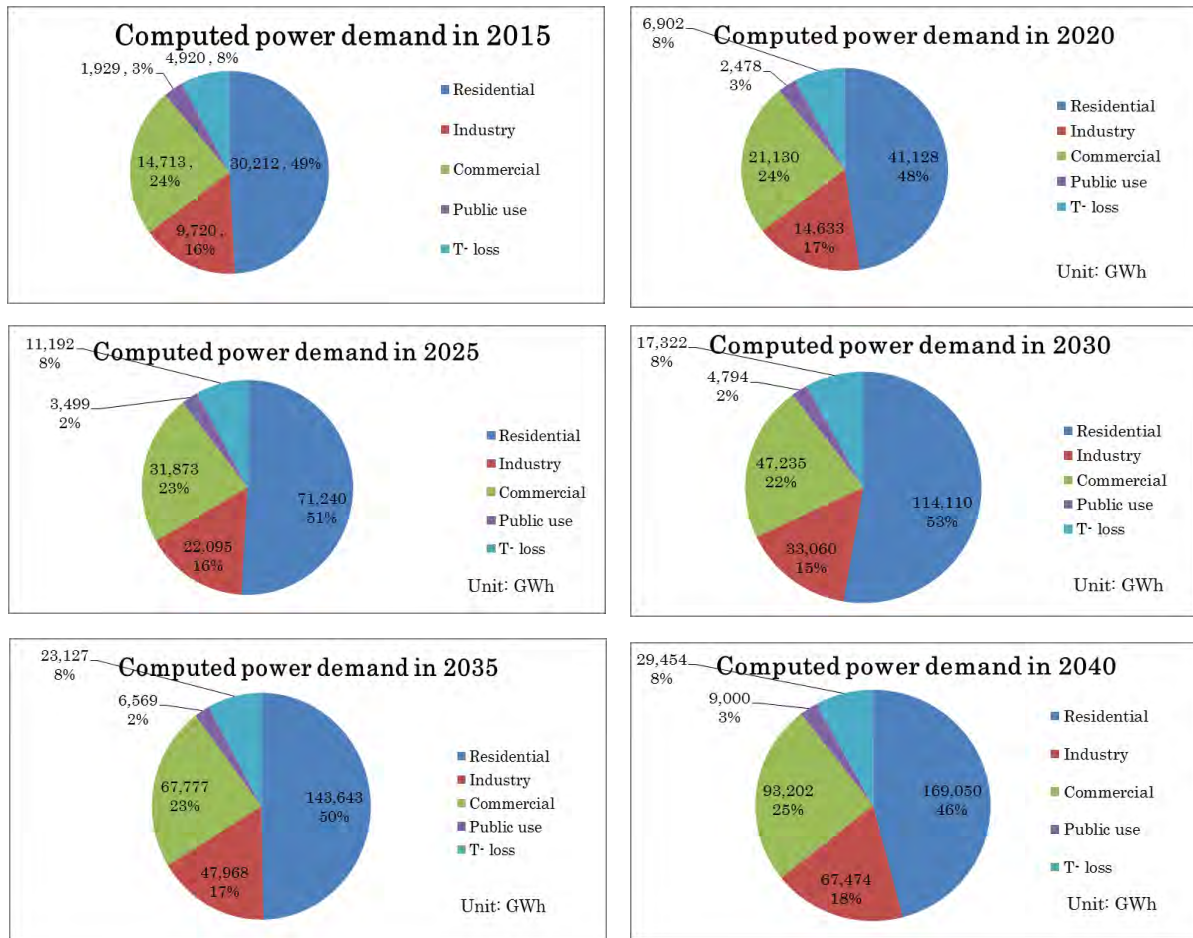 Computed power demand in 2015
4,920 , 8%
1,929 , 3%
30,212 , 49%
14,713 ,
24%
9,720 ,
16%
Residential
Industry
Commercial
Public use
T- loss
Computed power demand in 2020
6,902
8%
2,478
3%
41,128
48%
21,130
24%
14,633
17%
Residential
Industry
Commercial
Public use
T- loss
Unit: GWh
Computed power demand in 2025
11,192
8%
3,499
2%
71,240
51%
31,873
23%
22,095
16%
Residential
Industry
Commercial
Public use
T- loss
Unit: GWh
Computed power demand in 2030
17,322
8%
4,794
2%
114,110
53%
47,235
22%
33,060
15%
Residential
Industry
Commercial
Public use
T- loss
Unit: GWh
Computed power demand in 2035
23,127
8%
6,569
2%
143,643
50%
67,777
23%
47,968
17%
Residential
Industry
Commercial
Public use
T- loss
Unit: GWh
Computed power demand in 2040
29,454
8%
9,000
3%
169,050
46%
93,202
25%
67,474
18%
Residential
Industry
Commercial
Public use
T- loss
Unit: GWh